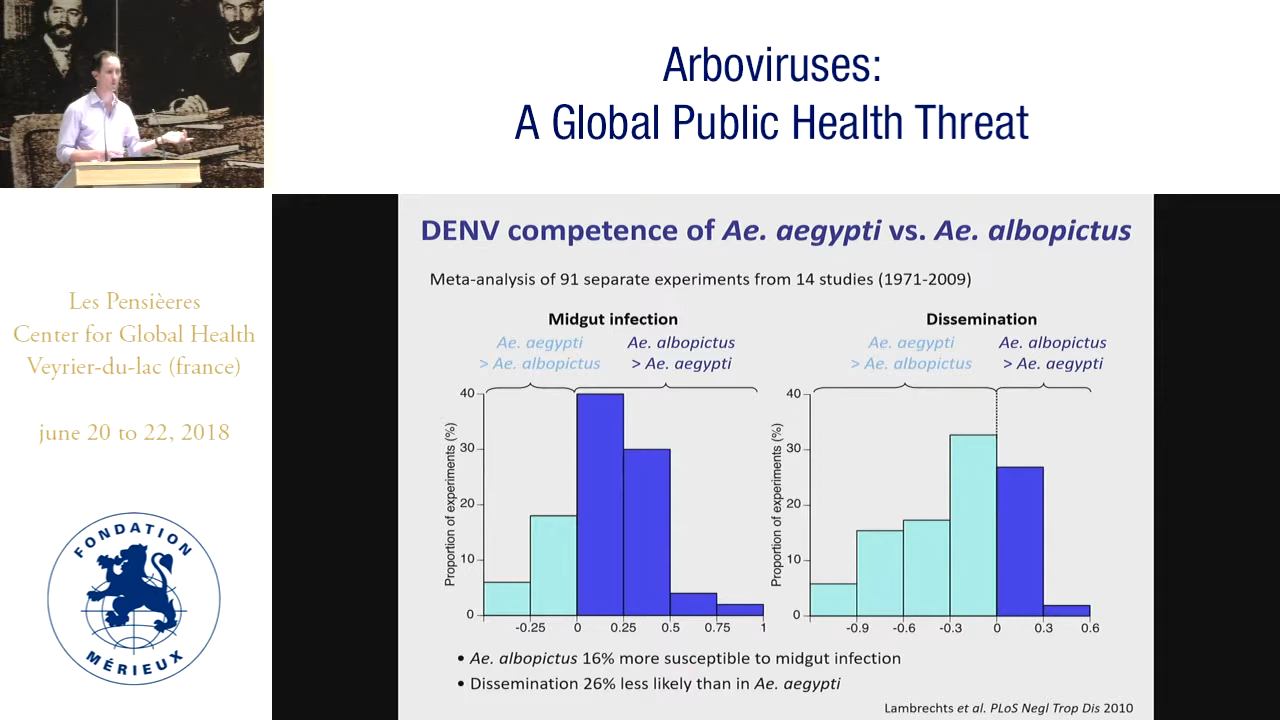 Arboviruses:
A Global Public Health Threat
Les Pensièeres
Center for Global Health
Veyrier-du-lac (france)
june 20 to 22, 2018
FONDATION
MÉRIEUX
DENV competence of Ae. aegypti vs. Ae. albopictus
Meta-analysis of 91 separate experiments from 14 studies (1971-2009)
Midgut infection
Ae. aegypti
> Ae. albopictus
Ae. albopictus
> Ae. aegypti
Proportion of experiments (%)
40
30
20
10
0
-0.25 0 0.25 0.5 0.75 1
Dissemination
Ae. aegypti
> Ae. albopictus
Ae. albopictus
> Ae. aegypti
Proportion of experiments (%)
40
30
20
10
0
-0.9 -0.6 -0.3 0 0.3 0.6
• Ae. albopictus 16% more susceptible to midgut infection
• Dissemination 26% less likely than in Ae. aegypti
Lambrechts et al. PLoS Negl Trop Dis 2010